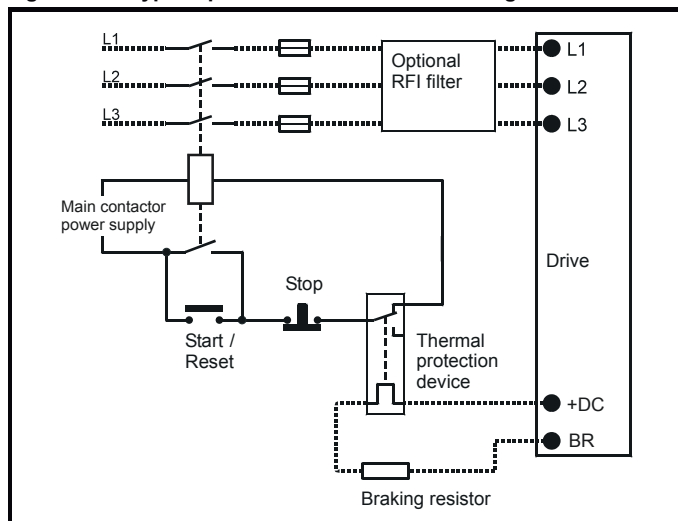 L1
L2
L3
Optional
RFI filter
L1
L2
L3
Main contactor
power supply
Drive
Stop
Start /
Reset
Thermal
protection
device
+DC
BR
Braking resistor